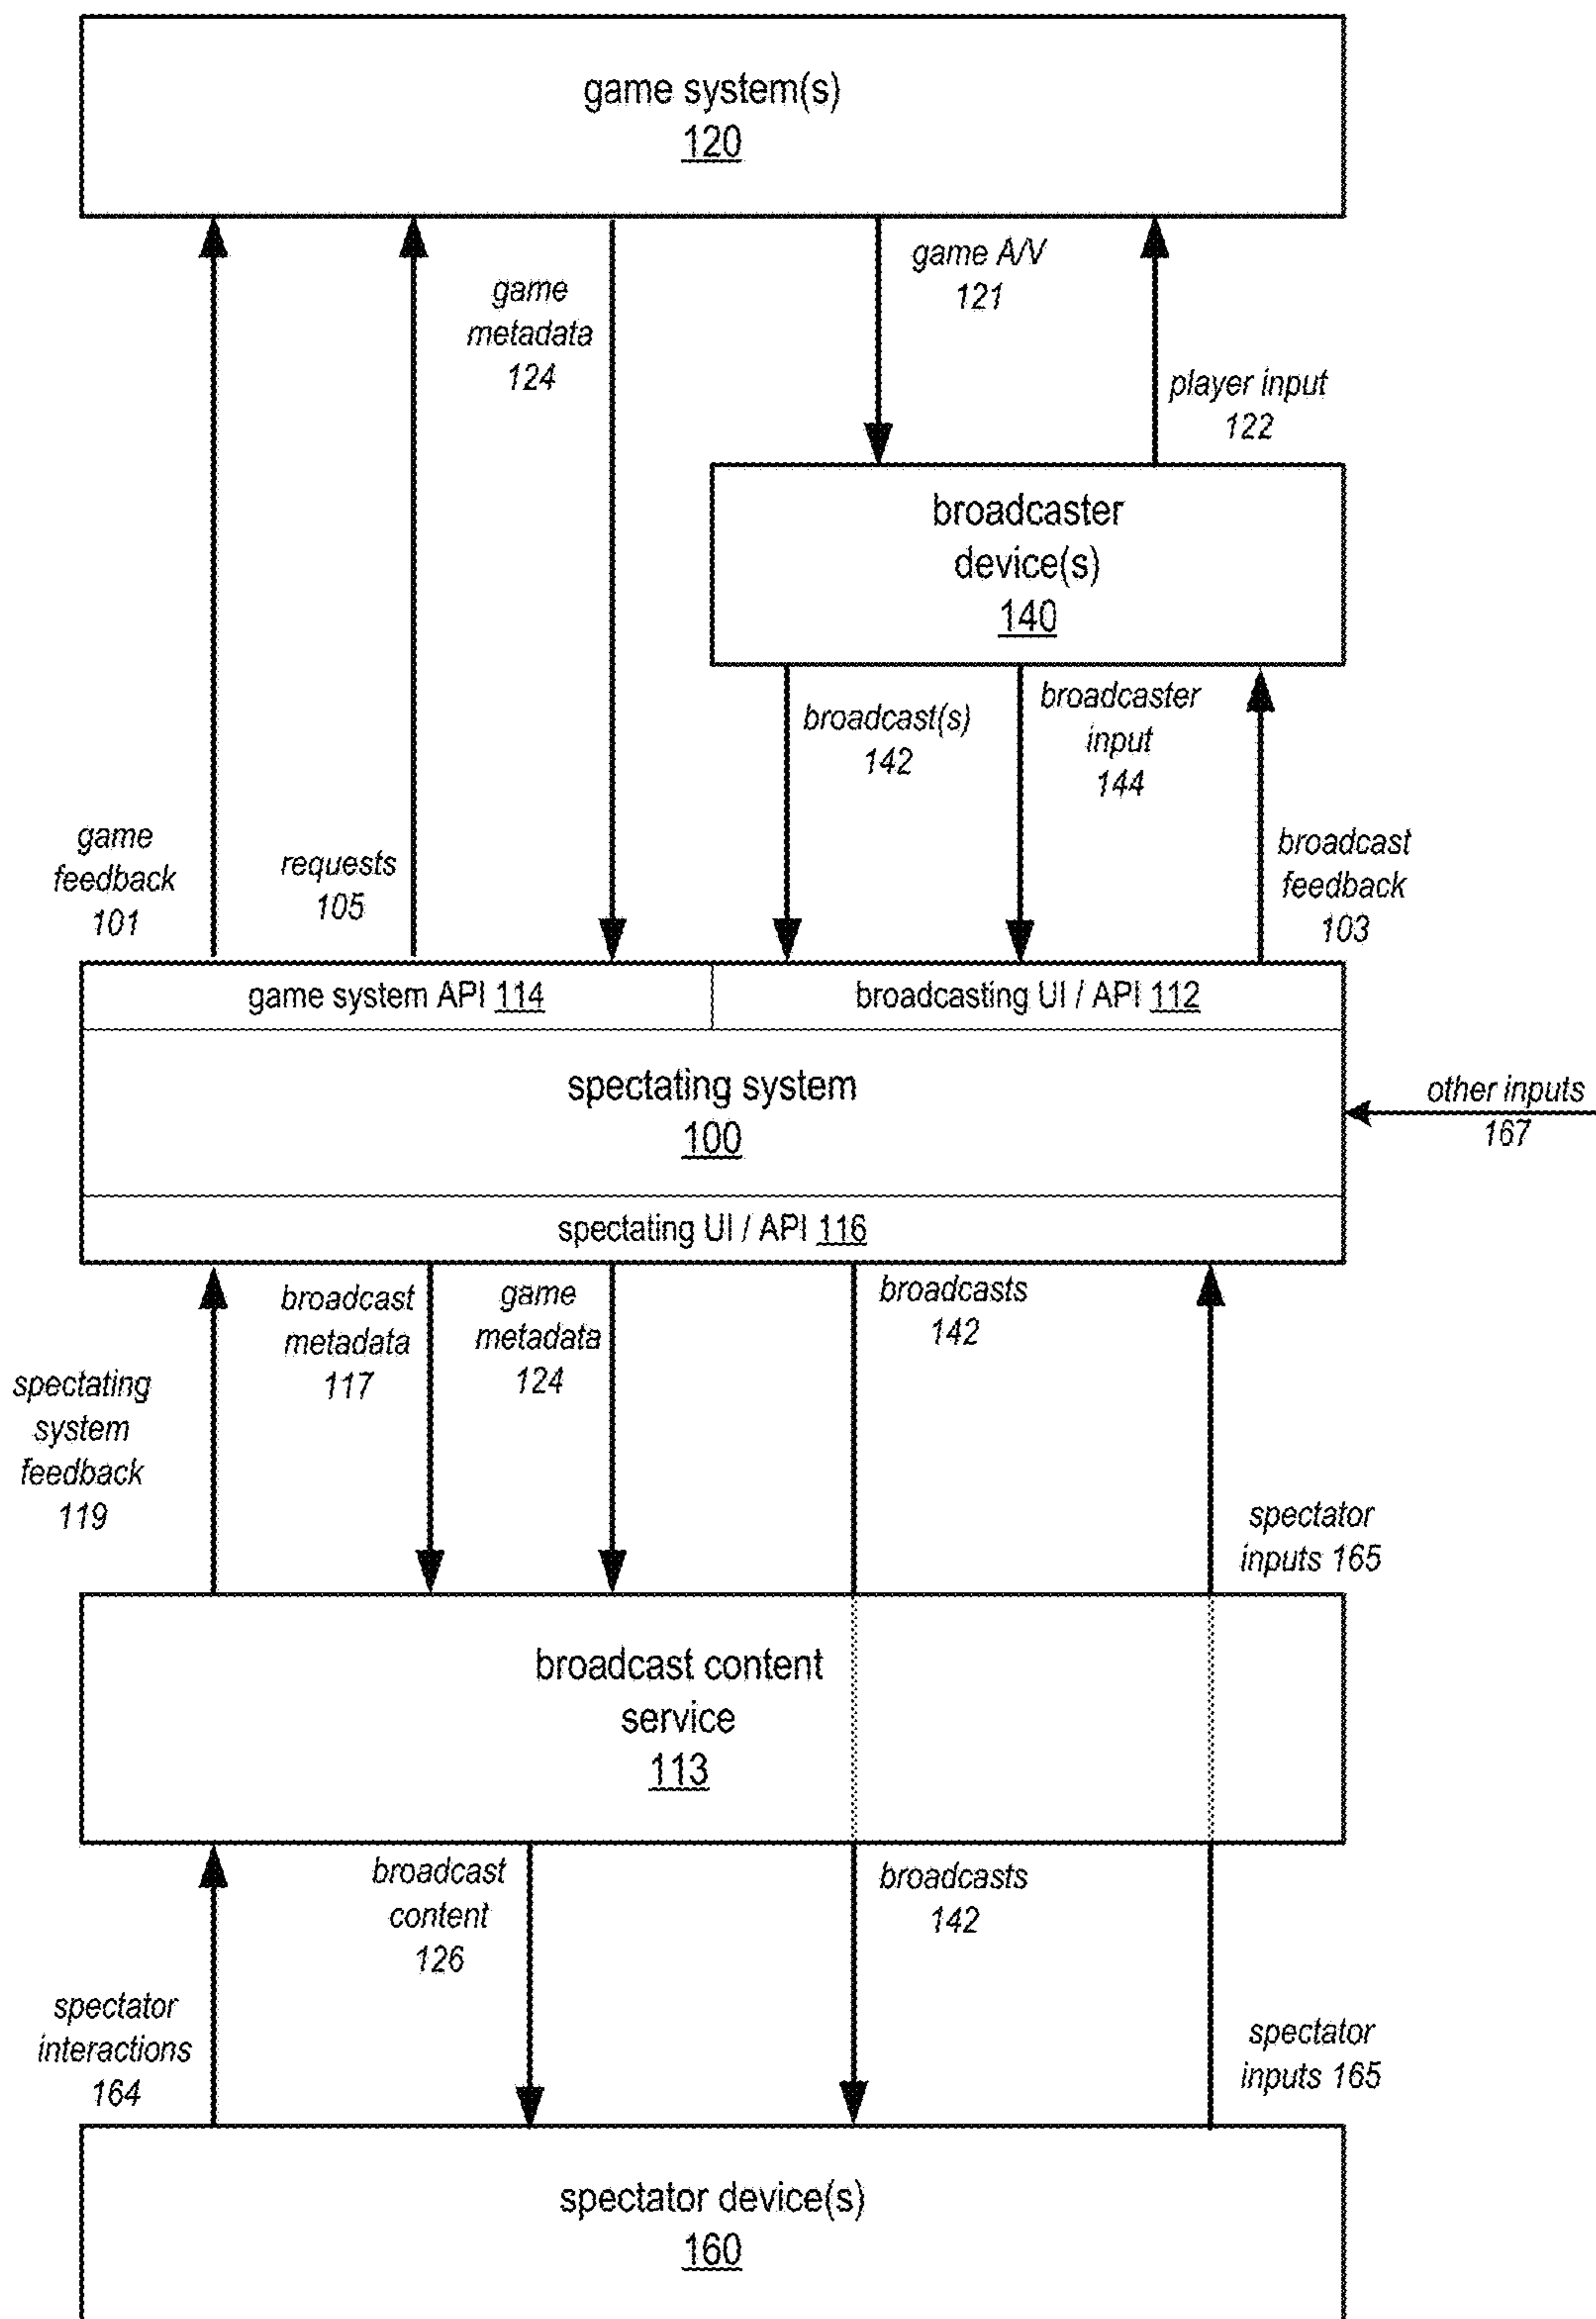 game system(s)
120
game A/V
121
game
metadata
124
player input
122
broadcaster
device(s)
140
broadcast(s)
142
broadcaster
input
144
game
feedback
101
requests
105
broadcast
feedback
103
game system API 114
broadcasting UI / API 112
spectating system
100
other inputs
167
spectating UI / API 116
broadcast
metadata
117
game
metadata
124
broadcasts
142
spectating
system
feedback
119
spectator
inputs 165
broadcast content
service
113
broadcast
content
126
broadcasts
142
spectator
interactions
164
spectator
inputs 165
spectator device(s)
160